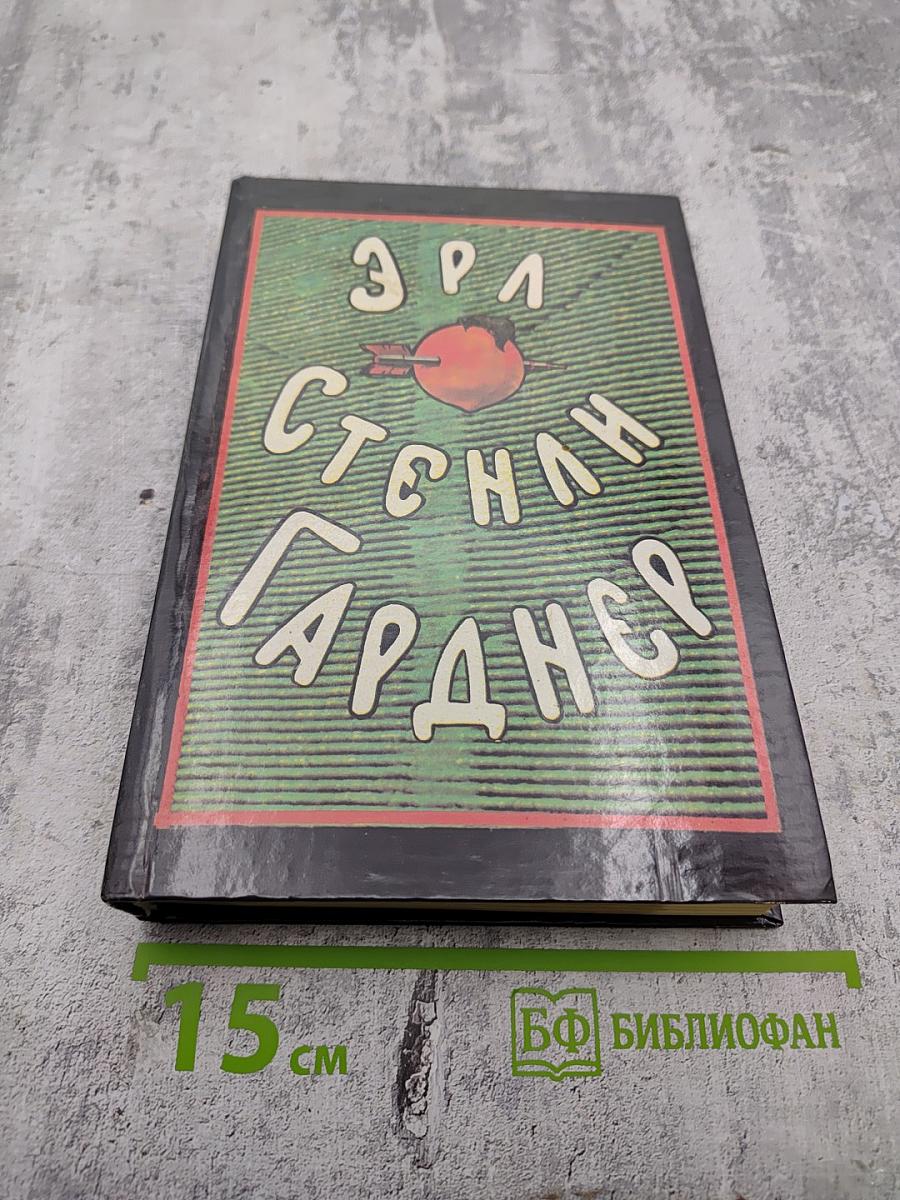 ЭРЛ
СТЕНЛИ
ГАРДНЕР
15 см
БФ БИБЛИОФАН